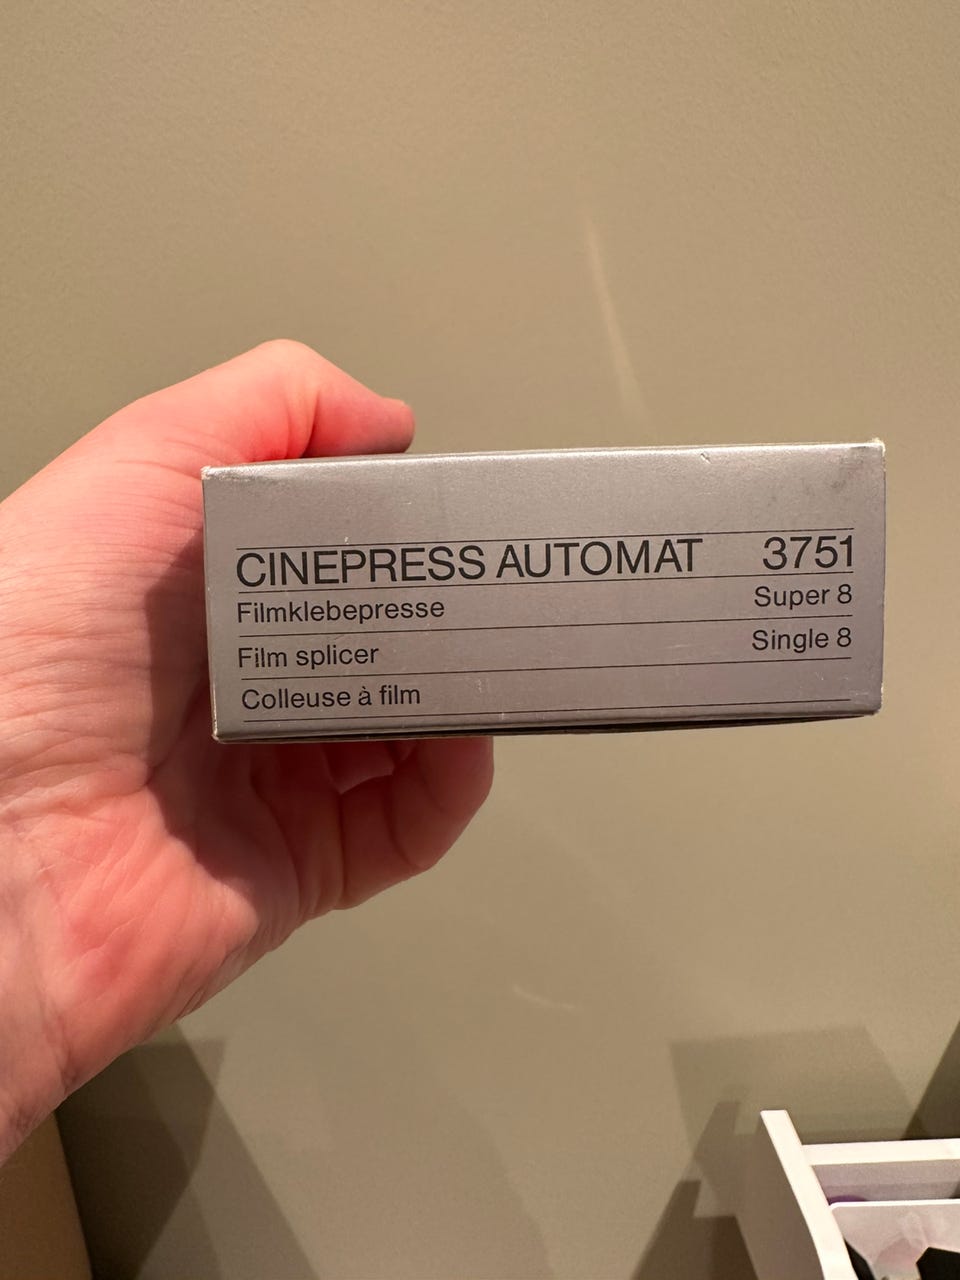 CINEPRESS AUTOMAT 3751
Filmklebepresse Super 8
Film splicer Single 8
Colleuse à film